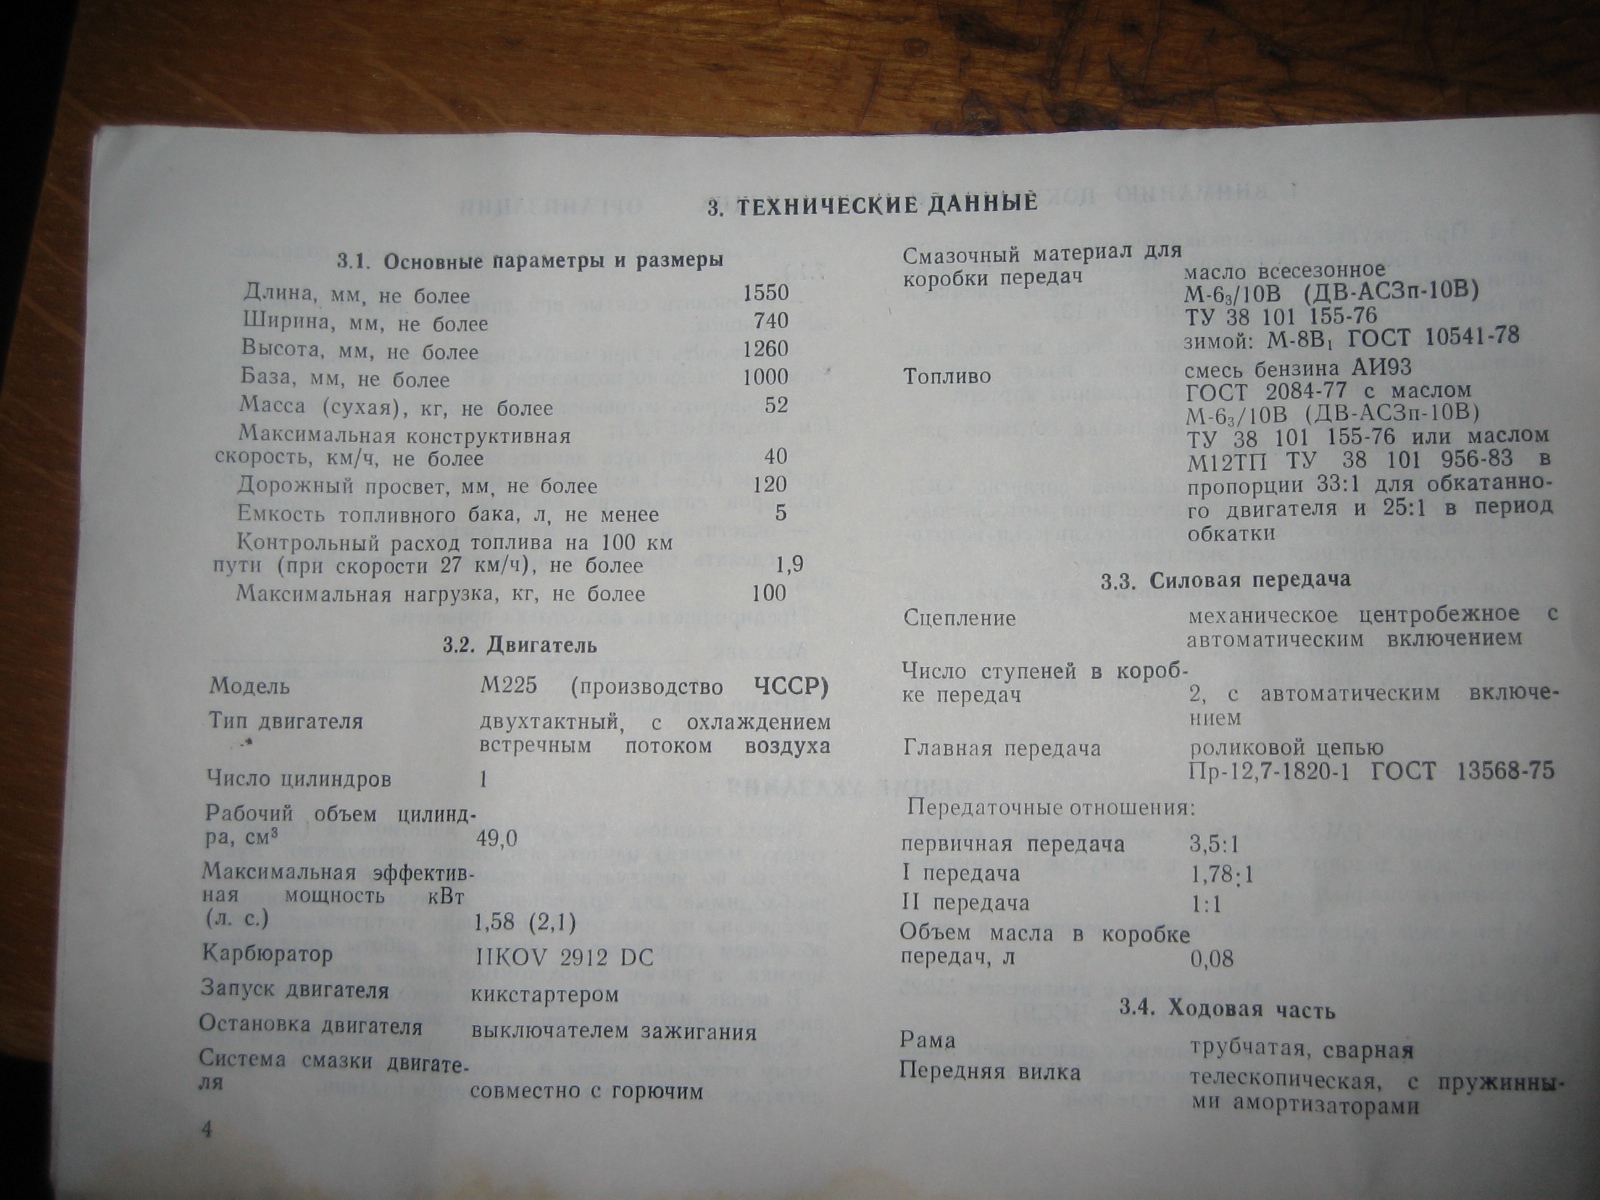 3. ТЕХНИЧЕСКИЕ ДАННЫЕ
3.1. Основные параметры и размеры
Длина, мм, не более 1550
Ширина, мм, не более 740
Высота, мм, не более 1260
База, мм, не более 1000
Масса (сухая), кг, не более 52
Максимальная конструктивная
скорость, км/ч, не более 40
Дорожный просвет, мм, не более 120
Емкость топливного бака, л, не менее 5
Контрольный расход топлива на 100 км
пути (при скорости 27 км/ч), не более 1,9
Максимальная нагрузка, кг, не более 100
3.2. Двигатель
Модель М225 (производство ЧССР)
Тип двигателя двухтактный, с охлаждением
встречным потоком воздуха
Число цилиндров 1
Рабочий объем цилинд-
ра, см³ 49,0
Максимальная эффектив-
ная мощность кВт
(л. с.) 1,58 (2,1)
Карбюратор IIKOV 2912 DC
Запуск двигателя кикстартером
Остановка двигателя выключателем зажигания
Система смазки двигате-
ля совместно с горючим
4
Смазочный материал для
коробки передач масло всесезонное
М-6₃/10В (ДВ-АСЗп-10В)
ТУ 38 101 155-76
зимой: М-8В₁ ГОСТ 10541-78
Топливо смесь бензина АИ93
ГОСТ 2084-77 с маслом
М-6₃/10В (ДВ-АСЗп-10В)
ТУ 38 101 155-76 или маслом
М12ТП ТУ 38 101 956-83 в
пропорции 33:1 для обкатанно-
го двигателя и 25:1 в период
обкатки
3.3. Силовая передача
Сцепление механическое центробежное с
автоматическим включением
Число ступеней в короб-
ке передач 2, с автоматическим включе-
нием
Главная передача роликовой цепью
Пр-12,7-1820-1 ГОСТ 13568-75
Передаточные отношения:
первичная передача 3,5:1
I передача 1,78:1
II передача 1:1
Объем масла в коробке
передач, л 0,08
3.4. Ходовая часть
Рама трубчатая, сварная
Передняя вилка телескопическая, с пружинны-
ми амортизаторами